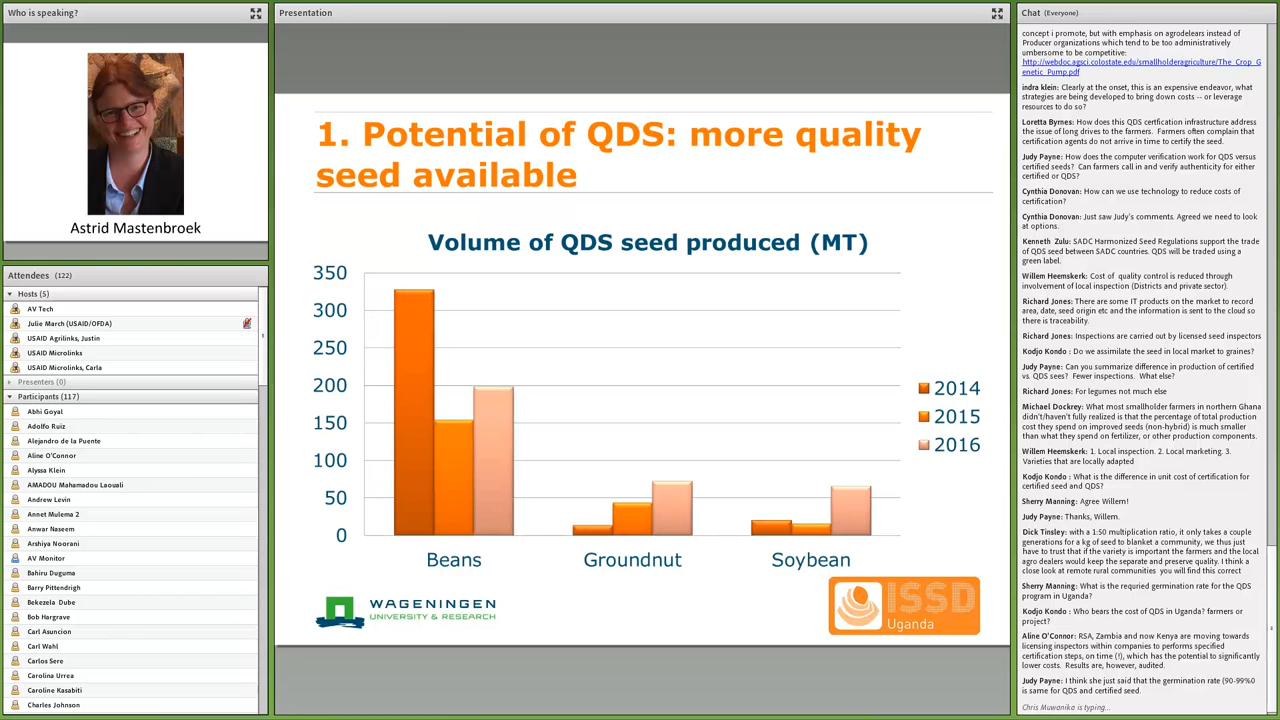 Who is speaking?
Astrid Mastenbroek
Attendees (122)
Hosts (5)
AV Tech
Julie March (USAID/OFDA)
USAID Agrilinks, Justin
USAID Microlinks
USAID Microlinks, Carla
Presenters (0)
Participants (117)
Abhi Goyal
Adolfo Ruiz
Alejandro de la Puente
Aline O'Connor
Alyssa Klein
AMADOU Mahamadou Laouali
Andrew Levin
Annet Mulema 2
Anwar Naseem
Arshiya Noorani
AV Monitor
Bahiru Duguma
Barry Pittendrigh
Bekezela Dube
Bob Hargrave
Carl Asuncion
Carl Wahl
Carlos Sere
Carolina Urrea
Caroline Kasabiti
Charles Johnson
Presentation
1. Potential of QDS: more quality
seed available
Volume of QDS seed produced (MT)
350
300
250
200
150
100
50
0
Beans
Groundnut
Soybean
2014
2015
2016
WAGENINGEN
UNIVERSITY & RESEARCH
ISSD
Uganda
Chat (Everyone)
concept i promote, but with emphasis on agrodelears instead of
Producer organizations which tend to be too administratively
umbersome to be competitive:
http://webdoc.agsci.colostate.edu/smallholderagriculture/The_Crop_G
enetic_Pump.pdf
indra klein: Clearly at the onset, this is an expensive endeavor, what
strategies are being developed to bring down costs -- or leverage
resources to do so?
Loretta Byrnes: How does this QDS certfication infrastructure address
the issue of long drives to the farmers. Farmers often complain that
certification agents do not arrive in time to certify the seed.
Judy Payne: How does the computer verification work for QDS versus
certified seeds? Can farmers call in and verify authenticity for either
certified or QDS?
Cynthia Donovan: How can we use technology to reduce costs of
certification?
Cynthia Donovan: Just saw Judy's comments. Agreed we need to look
at options.
Kenneth Zulu: SADC Harmonized Seed Regulations support the trade
of QDS seed between SADC countries. QDS will be traded using a
green label.
Willem Heemskerk: Cost of quality control is reduced through
involvement of local inspection (Districts and private sector).
Richard Jones: There are some IT products on the market to record
area, date, seed origin etc and the information is sent to the cloud so
there is traceability.
Richard Jones: Inspections are carried out by licensed seed inspectors
Kodjo Kondo : Do we assimilate the seed in local market to graines?
Judy Payne: Can you summarize difference in production of certified
vs. QDS sees? Fewer inspections. What else?
Richard Jones: For legumes not much else
Michael Dockrey: What most smallholder farmers in northern Ghana
didn't/haven't fully realized is that the percentage of total production
cost they spend on improved seeds (non-hybrid) is much smaller
than what they spend on fertilizer, or other production components.
Willem Heemskerk: 1. Local inspection. 2. Local marketing. 3.
Varieties that are locally adapted
Kodjo Kondo : What is the difference in unit cost of certification for
certified seed and QDS?
Sherry Manning: Agree Willem!
Judy Payne: Thanks, Willem.
Dick Tinsley: with a 1:50 multiplication ratio, it only takes a couple
generations for a kg of seed to blanket a community, we thus just
have to trust that if the variety is important the farmers and the local
agro dealers would keep the separate and preserve quality. I think a
close look at remote rural communities you will find this correct
Sherry Manning: What is the requried germination rate for the QDS
program in Uganda?
Kodjo Kondo : Who bears the cost of QDS in Uganda? farmers or
project?
Aline O'Connor: RSA, Zambia and now Kenya are moving towards
licensing inspectors within companies to performs specified
certification steps, on time (!), which has the potential to significantly
lower costs. Results are, however, audited.
Judy Payne: I think she just said that the germination rate (90-99%0
is same for QDS and certified seed.
Chris Muwanika is typing...